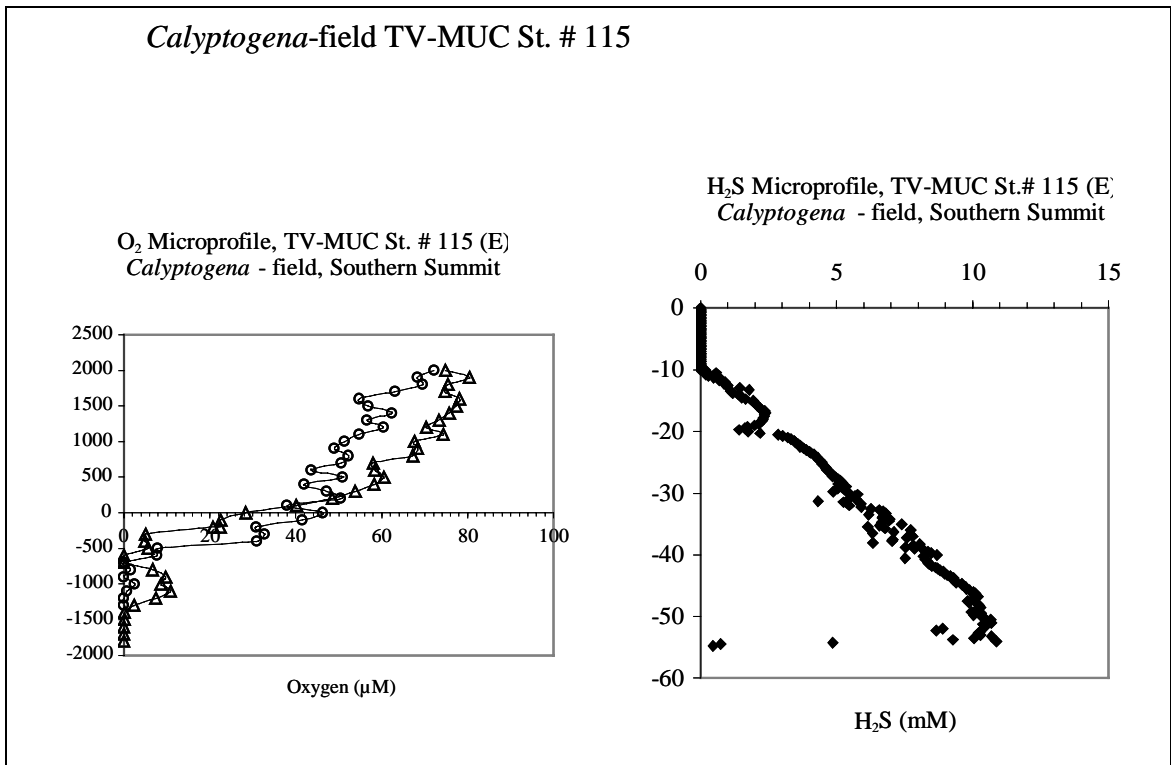 Calyptogena-field TV-MUC St. # 115
O₂ Microprofile, TV-MUC St. # 115 (E)
Calyptogena - field, Southern Summit
2500
2000
1500
1000
500
0
-500
-1000
-1500
-2000
0 20 40 60 80 100
Oxygen (µM)
H₂S Microprofile, TV-MUC St.# 115 (E)
Calyptogena - field, Southern Summit
0 5 10 15
0
-10
-20
-30
-40
-50
-60
H₂S (mM)